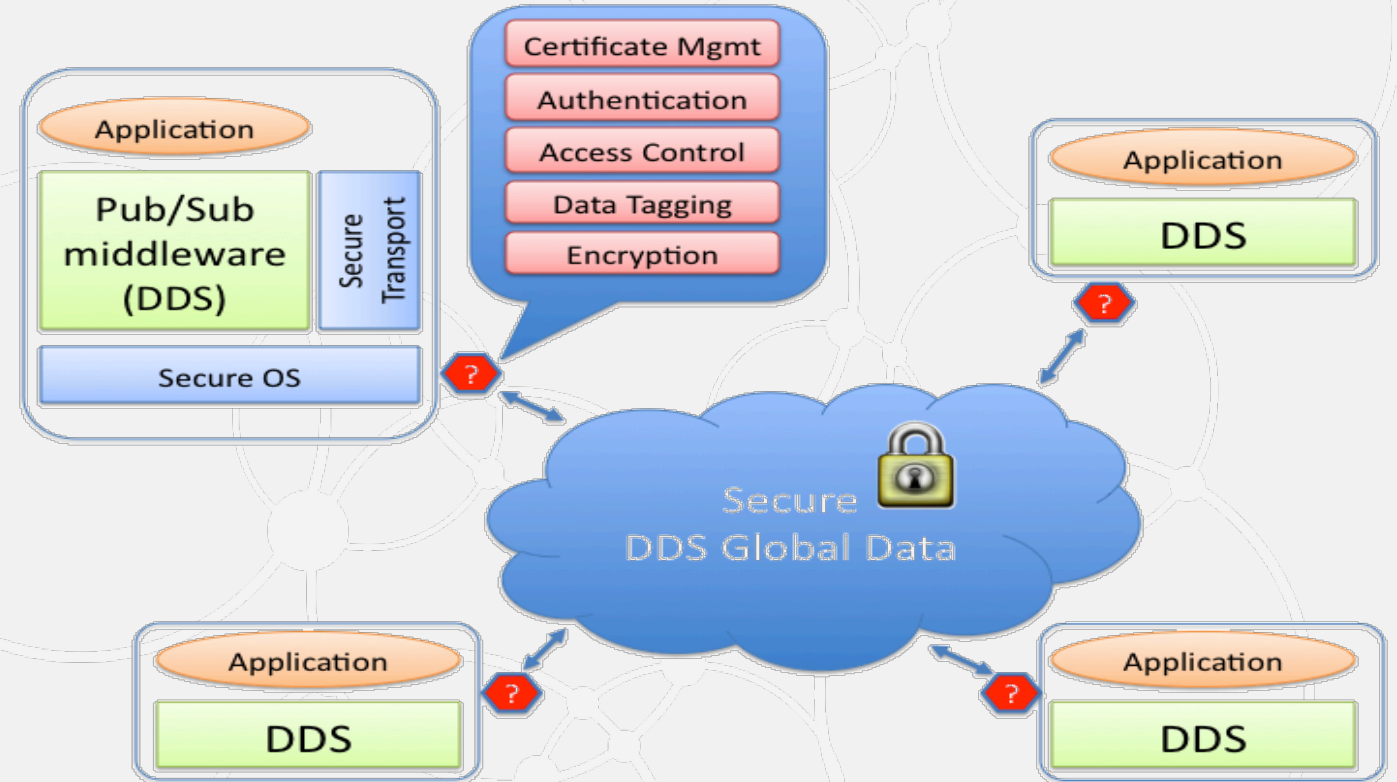 Certificate Mgmt
Authentication
Access Control
Data Tagging
Encryption
Application
Pub/Sub
middleware
(DDS)
Secure
Transport
Secure OS
?
Application
DDS
?
Secure
DDS Global Data
Application
DDS
?
?
Application
DDS